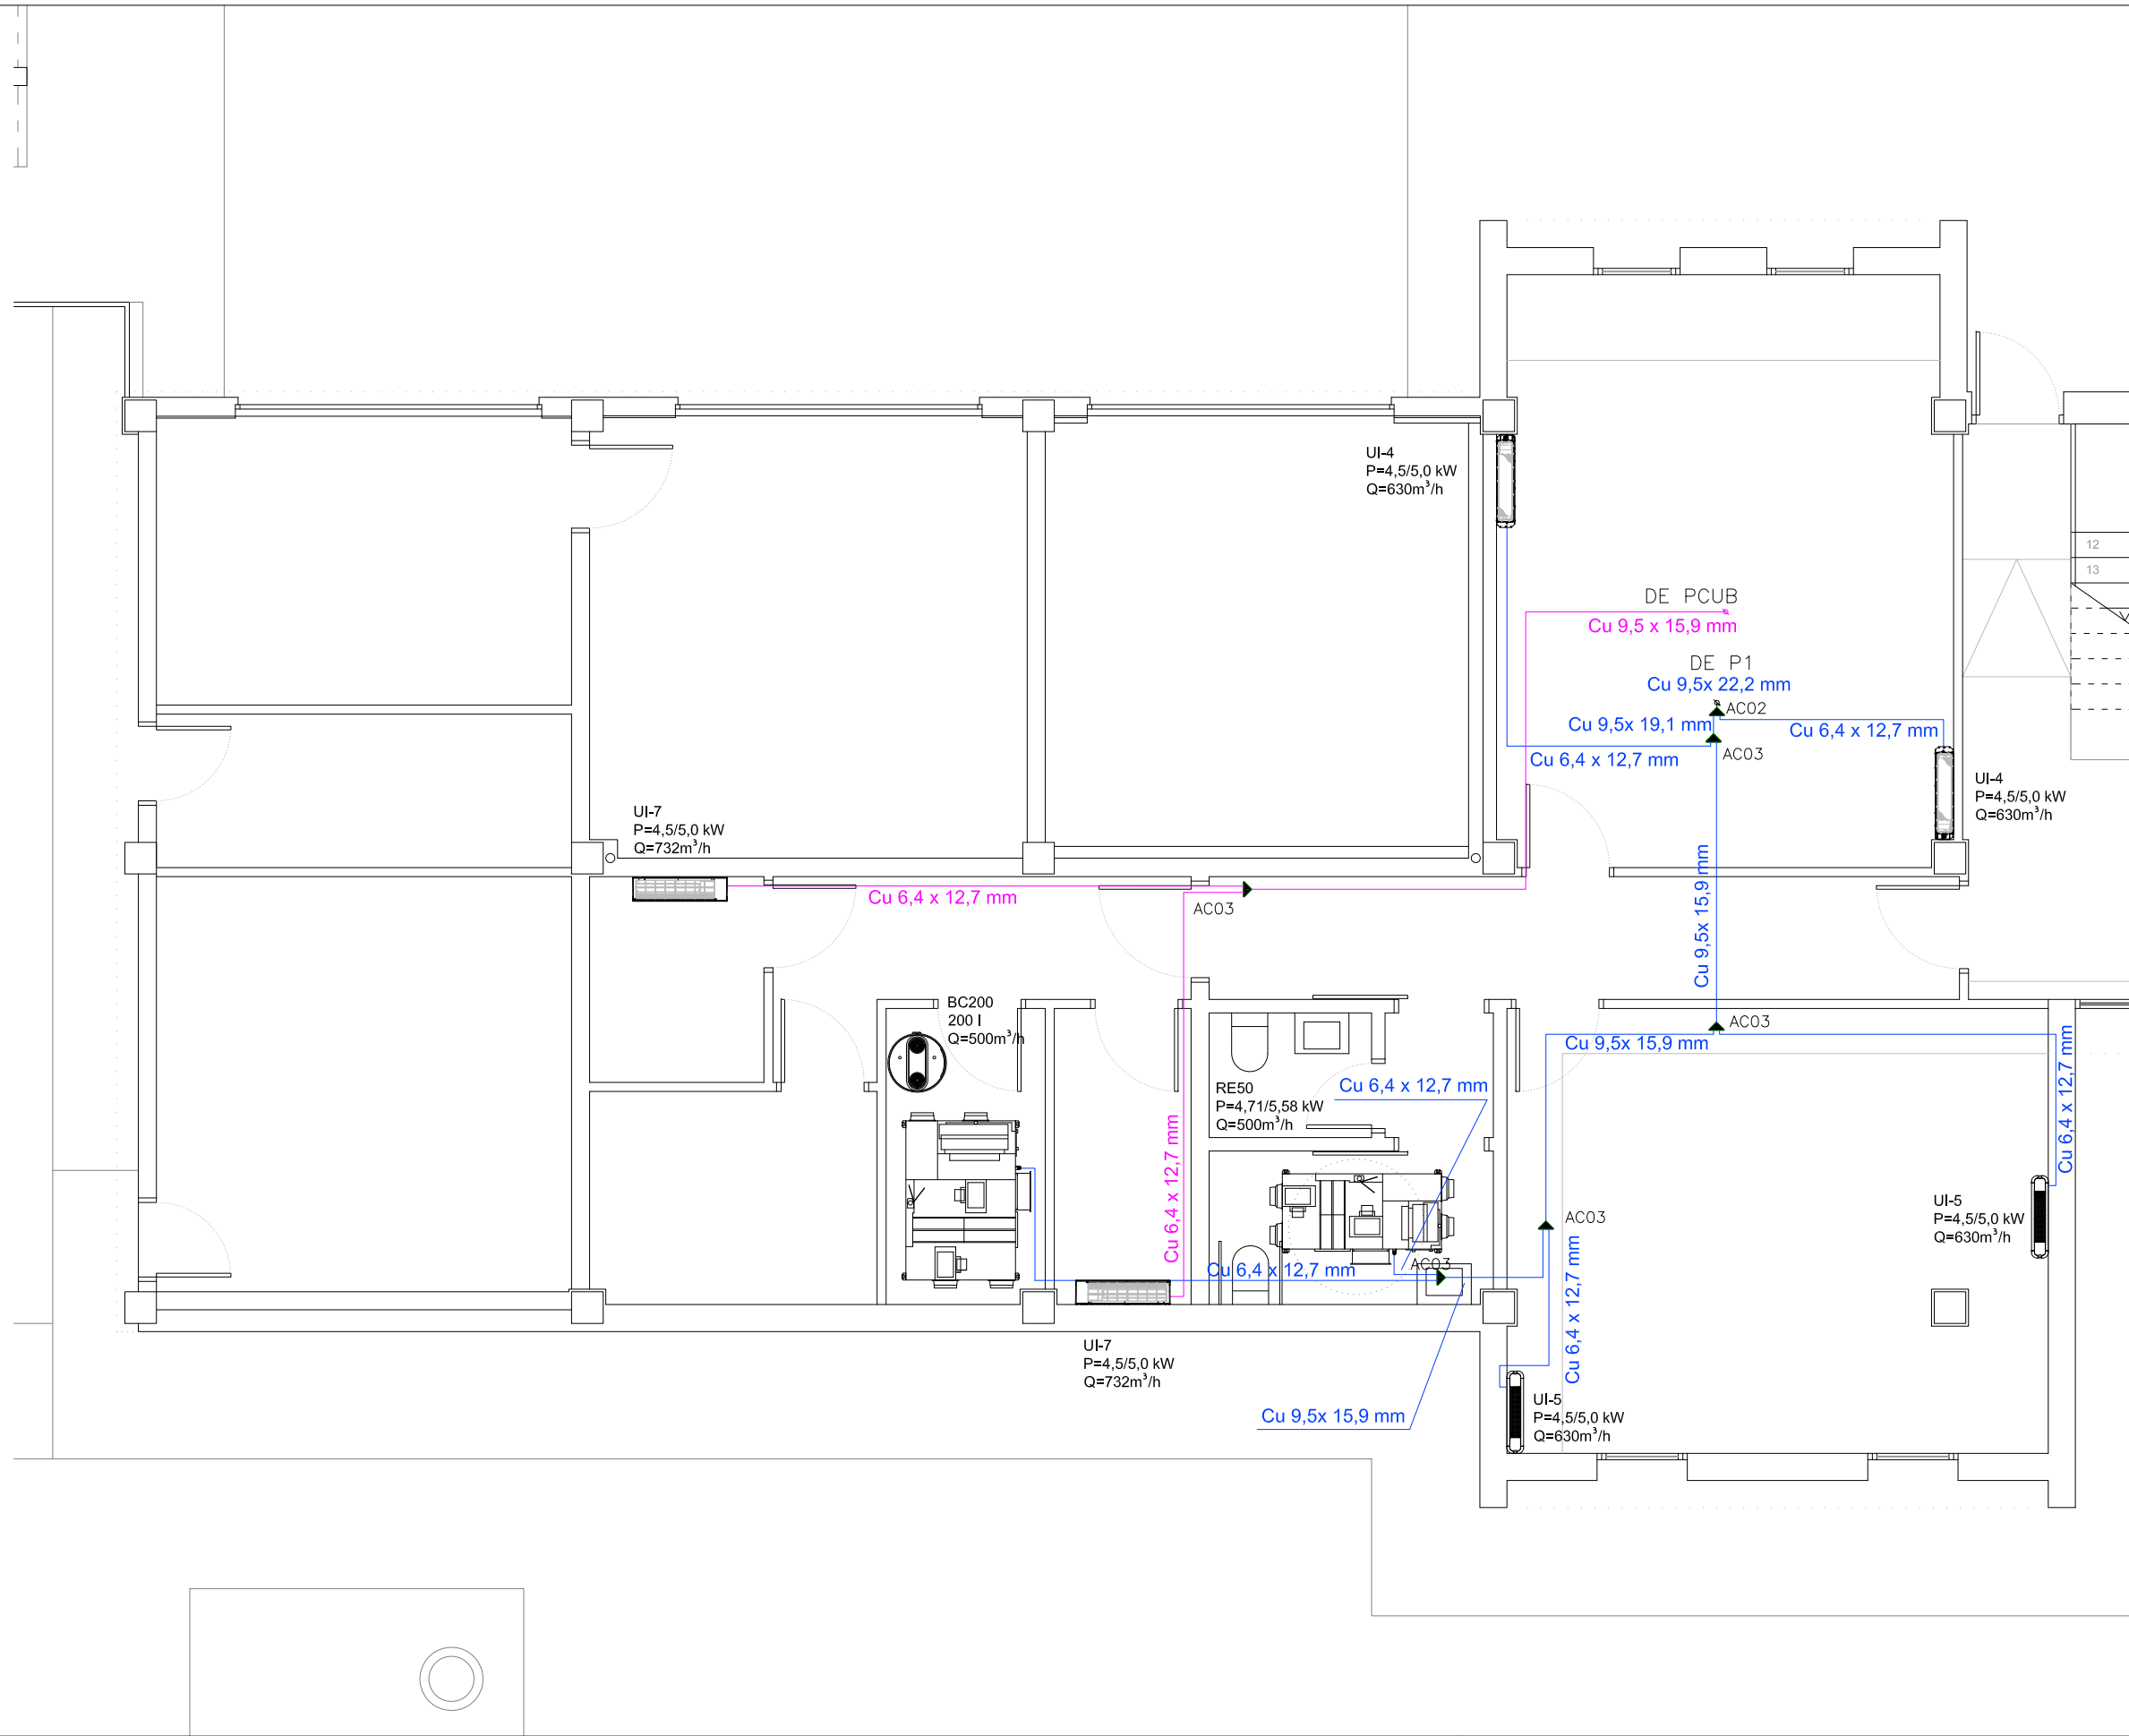 UI-4
P=4,5/5,0 kW
Q=630m³/h
12
13
DE PCUB
Cu 9,5 x 15,9 mm
DE P1
Cu 9,5x 22,2 mm
AC02
Cu 9,5x 19,1 mm
Cu 6,4 x 12,7 mm
AC03
Cu 6,4 x 12,7 mm
UI-4
P=4,5/5,0 kW
Q=630m³/h
UI-7
P=4,5/5,0 kW
Q=732m³/h
Cu 6,4 x 12,7 mm
AC03
Cu 9,5x 15,9 mm
BC200
200 l
Q=500m³/h
AC03
Cu 9,5x 15,9 mm
Cu 6,4 x 12,7 mm
RE50
P=4,71/5,58 kW
Q=500m³/h
Cu 6,4 x 12,7 mm
Cu 6,4 x 12,7 mm
UI-5
P=4,5/5,0 kW
Q=630m³/h
AC03
Cu 6,4 x 12,7 mm
AC03
Cu 6,4 x 12,7 mm
UI-7
P=4,5/5,0 kW
Q=732m³/h
UI-5
P=4,5/5,0 kW
Q=630m³/h
Cu 9,5x 15,9 mm